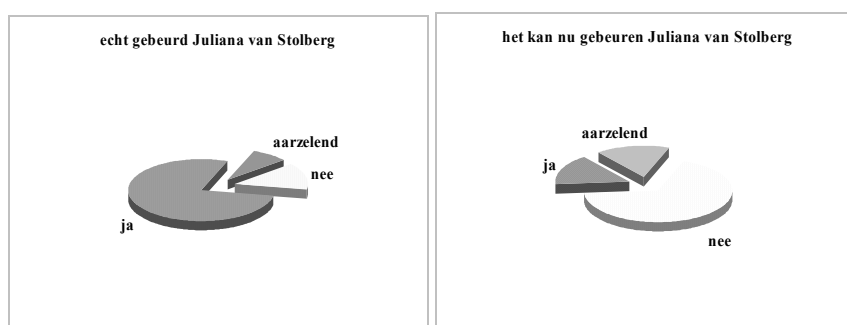 echt gebeurd Juliana van Stolberg
aarzelend
nee
ja
het kan nu gebeuren Juliana van Stolberg
aarzelend
ja
nee